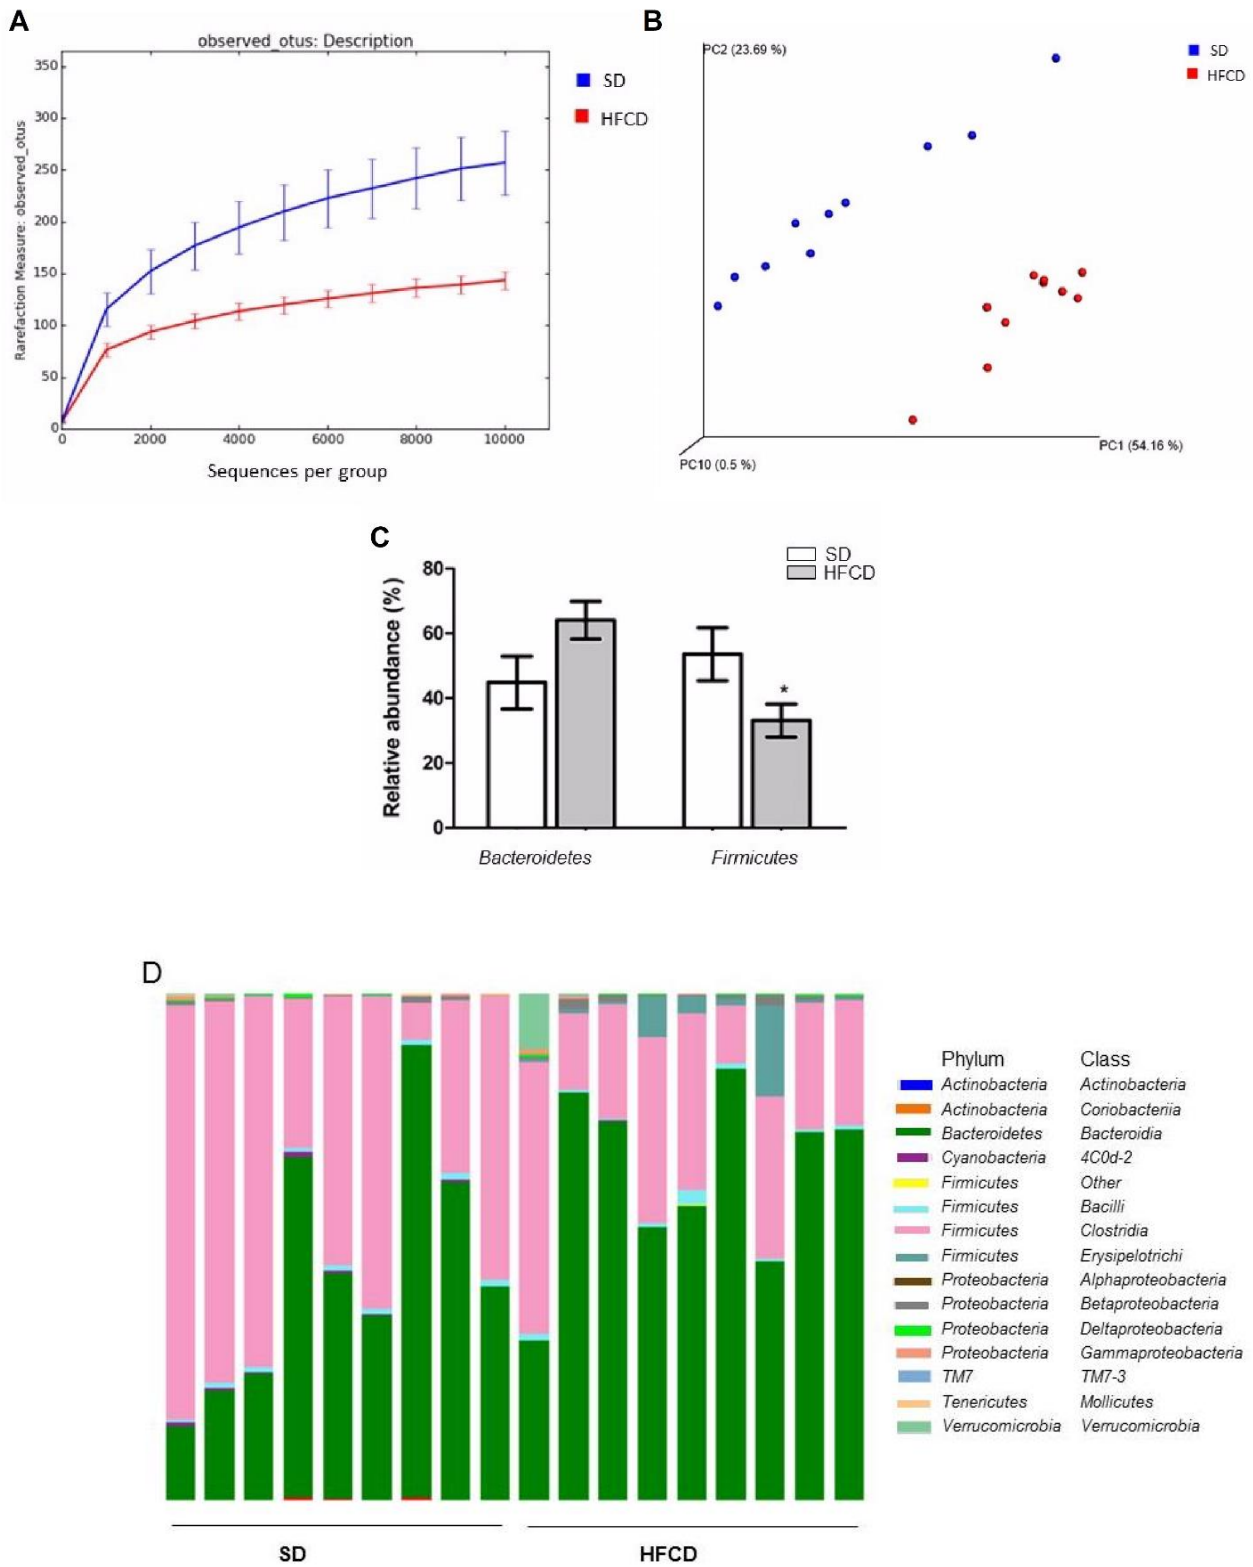 A
observed_otus: Description
350
300
250
200
150
100
50
0
Rarefaction Measure: observed_otus
0 2000 4000 6000 8000 10000
Sequences per group
SD
HFCD
B
PC2 (23.69 %)
SD
HFCD
PC1 (54.16 %)
PC10 (0.5 %)
C
SD
HFCD
80
60
40
20
0
Relative abundance (%)
*
Bacteroidetes Firmicutes
D
Phylum Class
Actinobacteria Actinobacteria
Actinobacteria Coriobacteriia
Bacteroidetes Bacteroidia
Cyanobacteria 4C0d-2
Firmicutes Other
Firmicutes Bacilli
Firmicutes Clostridia
Firmicutes Erysipelotrichi
Proteobacteria Alphaproteobacteria
Proteobacteria Betaproteobacteria
Proteobacteria Deltaproteobacteria
Proteobacteria Gammaproteobacteria
TM7 TM7-3
Tenericutes Mollicutes
Verrucomicrobia Verrucomicrobia
SD HFCD